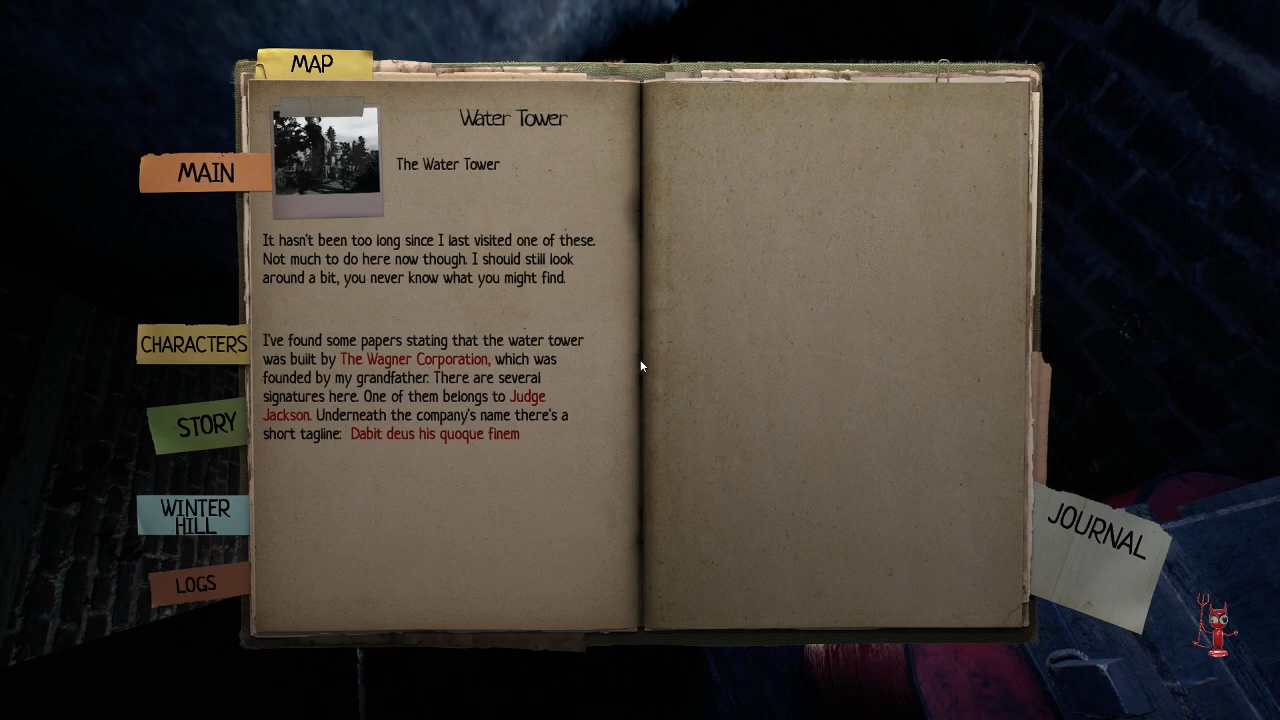 MAP
Water Tower
MAIN
The Water Tower
It hasn't been too long since I last visited one of these.
Not much to do here now though. I should still look
around a bit, you never know what you might find.
CHARACTERS
I've found some papers stating that the water tower
was built by The Wagner Corporation, which was
founded by my grandfather. There are several
signatures here. One of them belongs to Judge
Jackson. Underneath the company's name there's a
short tagline: Dabit deus his quoque finem
STORY
WINTER
HILL
LOGS
JOURNAL